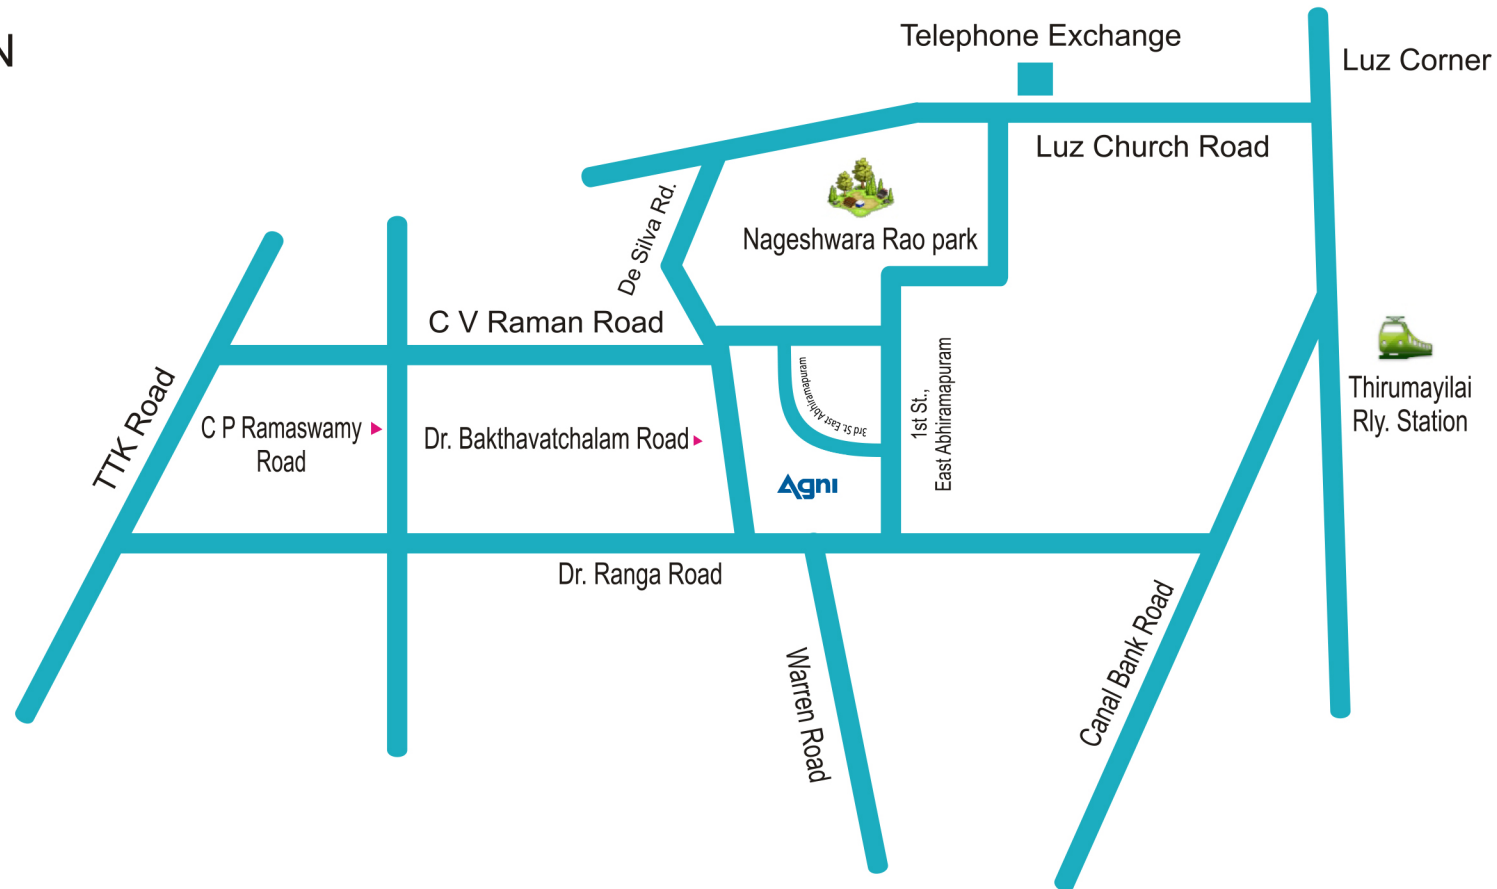 N
Telephone Exchange
Luz Corner
Luz Church Road
De Silva Rd.
Nageshwara Rao park
C V Raman Road
TTK Road
C P Ramaswamy
Road
Dr. Bakthavatchalam Road
3rd St. East Abhiramapuram
1st St.,
East Abhiramapuram
Thirumayilai
Rly. Station
Agni
Dr. Ranga Road
Warren Road
Canal Bank Road